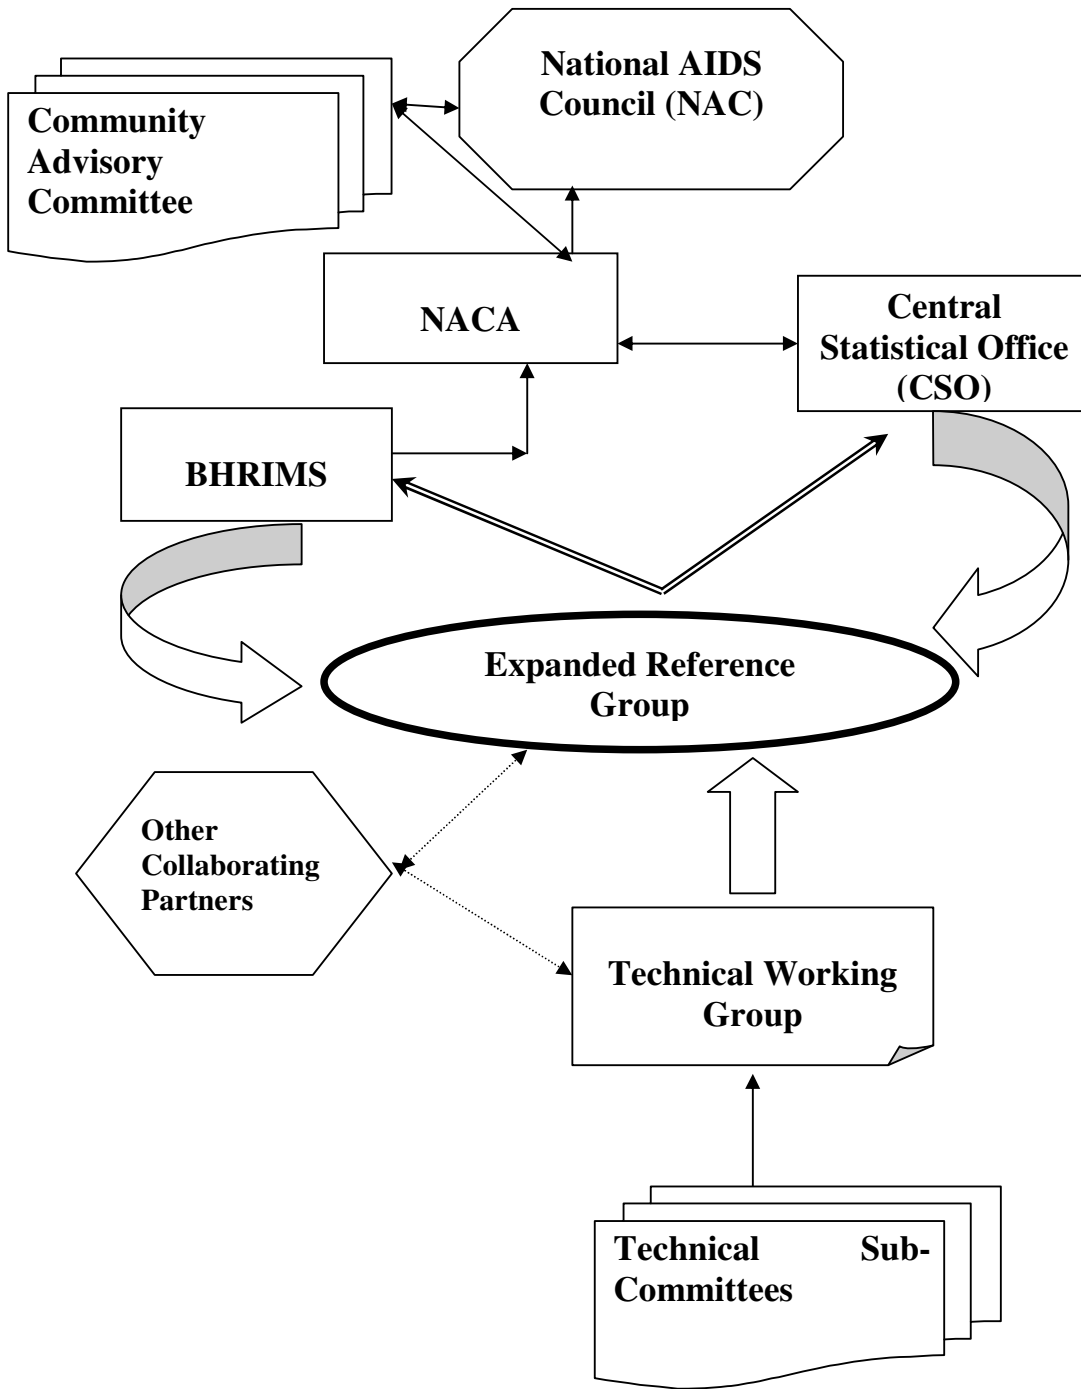 National AIDS
Council (NAC)
Community
Advisory
Committee
NACA
Central
Statistical Office
(CSO)
BHRIMS
Expanded Reference
Group
Other
Collaborating
Partners
Technical Working
Group
Technical Sub-
Committees